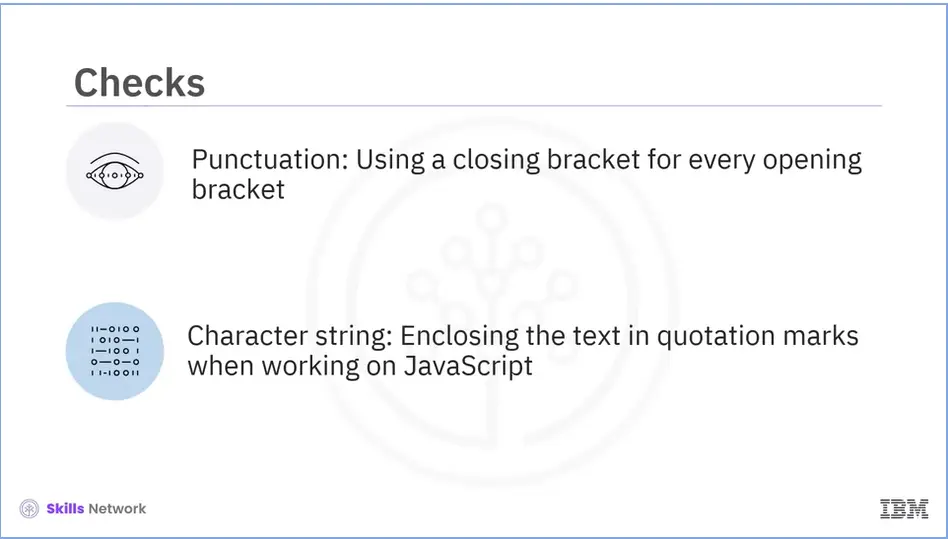 Checks
Punctuation: Using a closing bracket for every opening
bracket
Character string: Enclosing the text in quotation marks
when working on JavaScript
Skills Network
IBM